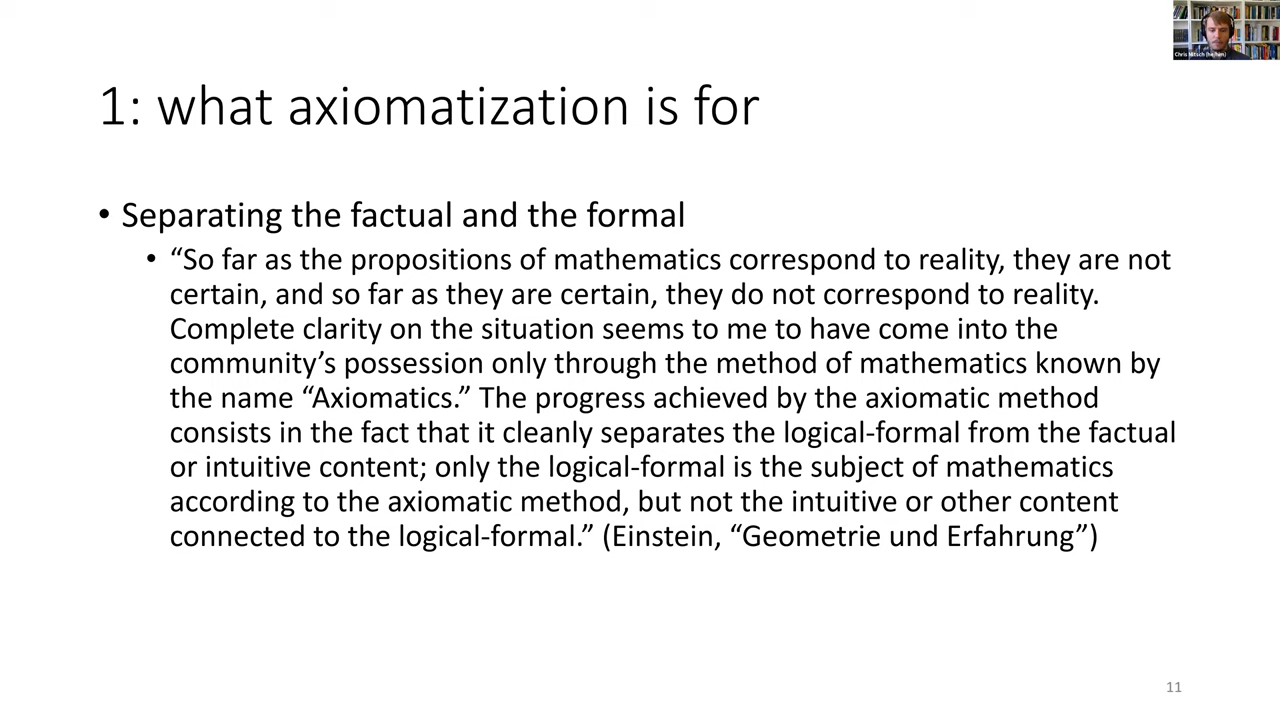 1: what axiomatization is for
• Separating the factual and the formal
• “So far as the propositions of mathematics correspond to reality, they are not
certain, and so far as they are certain, they do not correspond to reality.
Complete clarity on the situation seems to me to have come into the
community’s possession only through the method of mathematics known by
the name “Axiomatics.” The progress achieved by the axiomatic method
consists in the fact that it cleanly separates the logical-formal from the factual
or intuitive content; only the logical-formal is the subject of mathematics
according to the axiomatic method, but not the intuitive or other content
connected to the logical-formal.” (Einstein, “Geometrie und Erfahrung”)
11
Chris